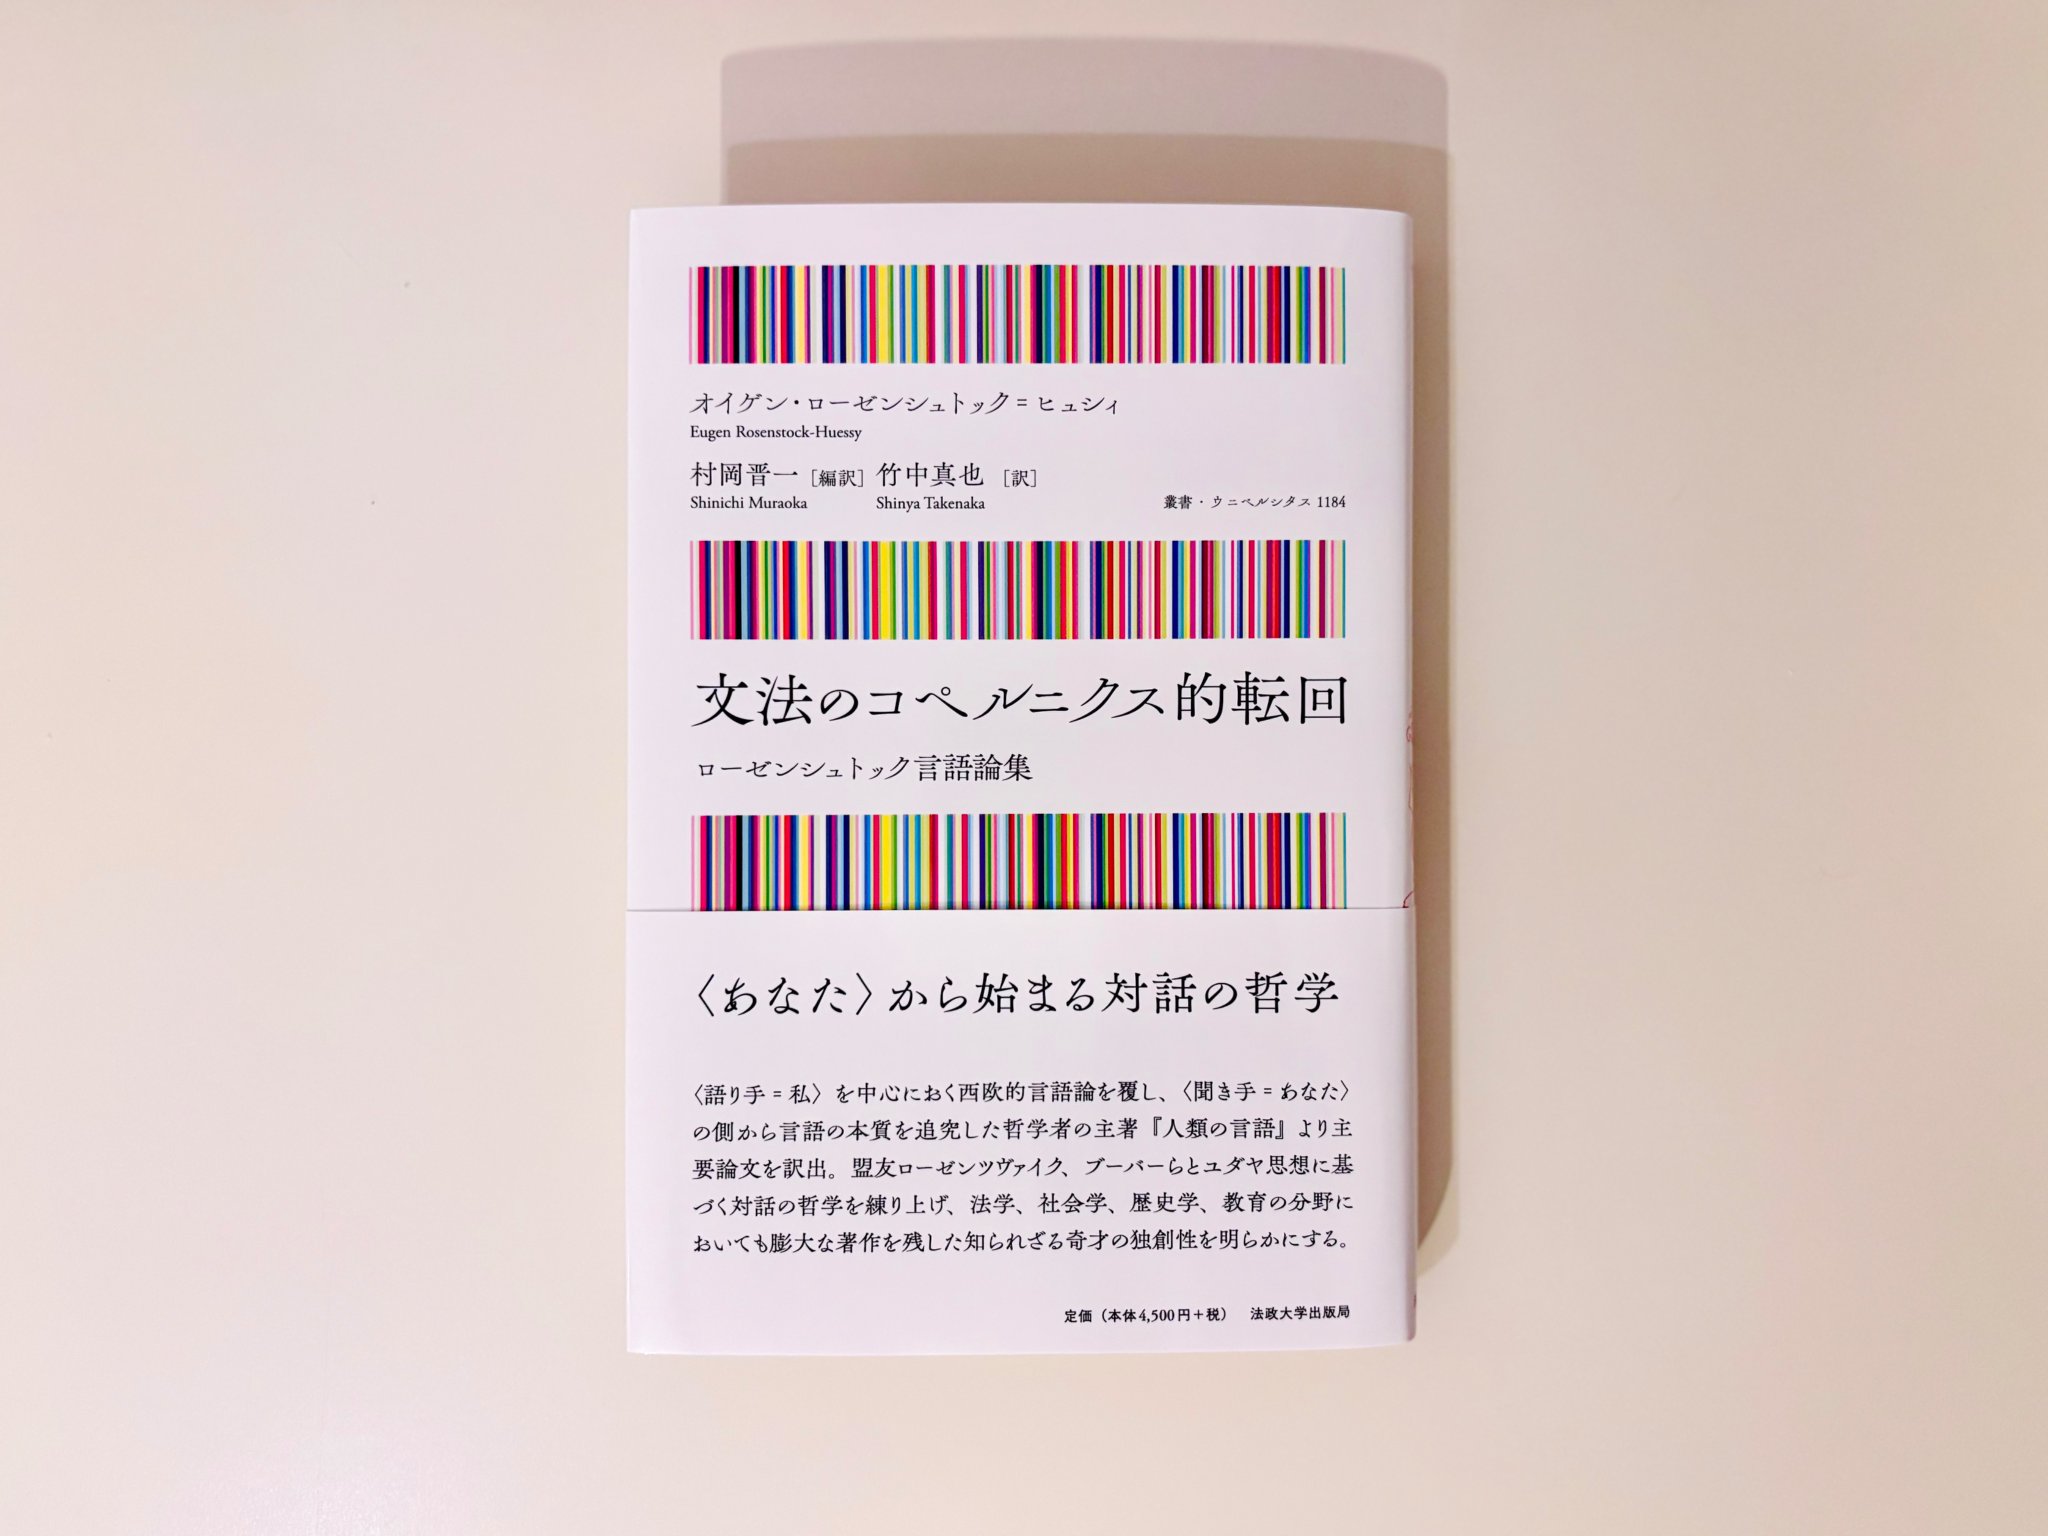 オイゲン・ローゼンシュトック=ヒュシィ
Eugen Rosenstock-Huessy
村岡晋一［編訳］竹中真也［訳］
Shinichi Muraoka Shinya Takenaka
叢書・ウニベルシタス 1184
文法のコペルニクス的転回
ローゼンシュトック言語論集
〈あなた〉から始まる対話の哲学
〈語り手=私〉を中心におく西欧的言語論を覆し、〈聞き手=あなた〉
の側から言語の本質を追究した哲学者の主著『人類の言語』より主
要論文を訳出。盟友ローゼンツヴァイク、ブーバーらとユダヤ思想に基
づく対話の哲学を練り上げ、法学、社会学、歴史学、教育の分野に
おいても膨大な著作を残した知られざる奇才の独創性を明らかにする。
定価（本体4,500円＋税） 法政大学出版局